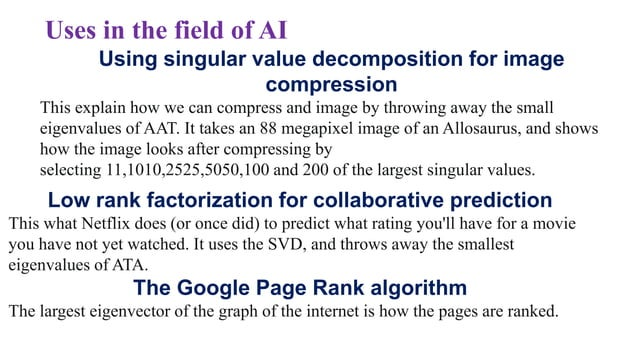 Uses in the field of AI
Using singular value decomposition for image
compression
This explain how we can compress and image by throwing away the small
eigenvalues of AAT. It takes an 88 megapixel image of an Allosaurus, and shows
how the image looks after compressing by
selecting 11,1010,2525,5050,100 and 200 of the largest singular values.
Low rank factorization for collaborative prediction
This what Netflix does (or once did) to predict what rating you'll have for a movie
you have not yet watched. It uses the SVD, and throws away the smallest
eigenvalues of ATA.
The Google Page Rank algorithm
The largest eigenvector of the graph of the internet is how the pages are ranked.